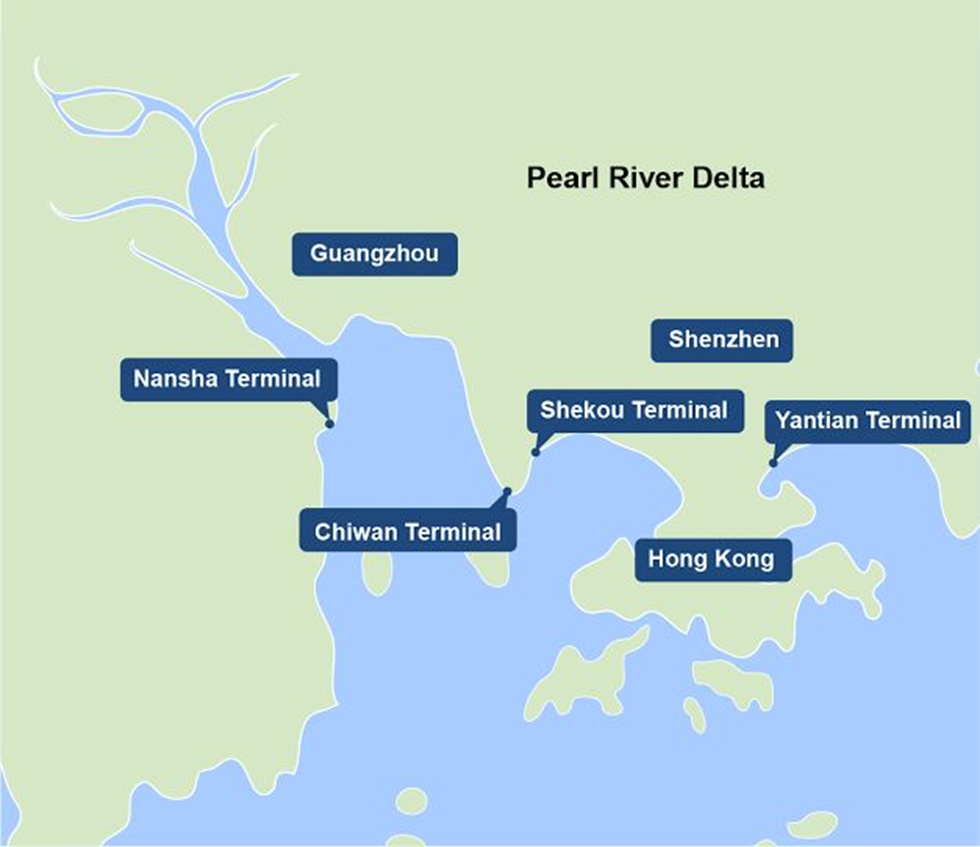 Pearl River Delta
Guangzhou
Shenzhen
Nansha Terminal
Shekou Terminal
Yantian Terminal
Chiwan Terminal
Hong Kong